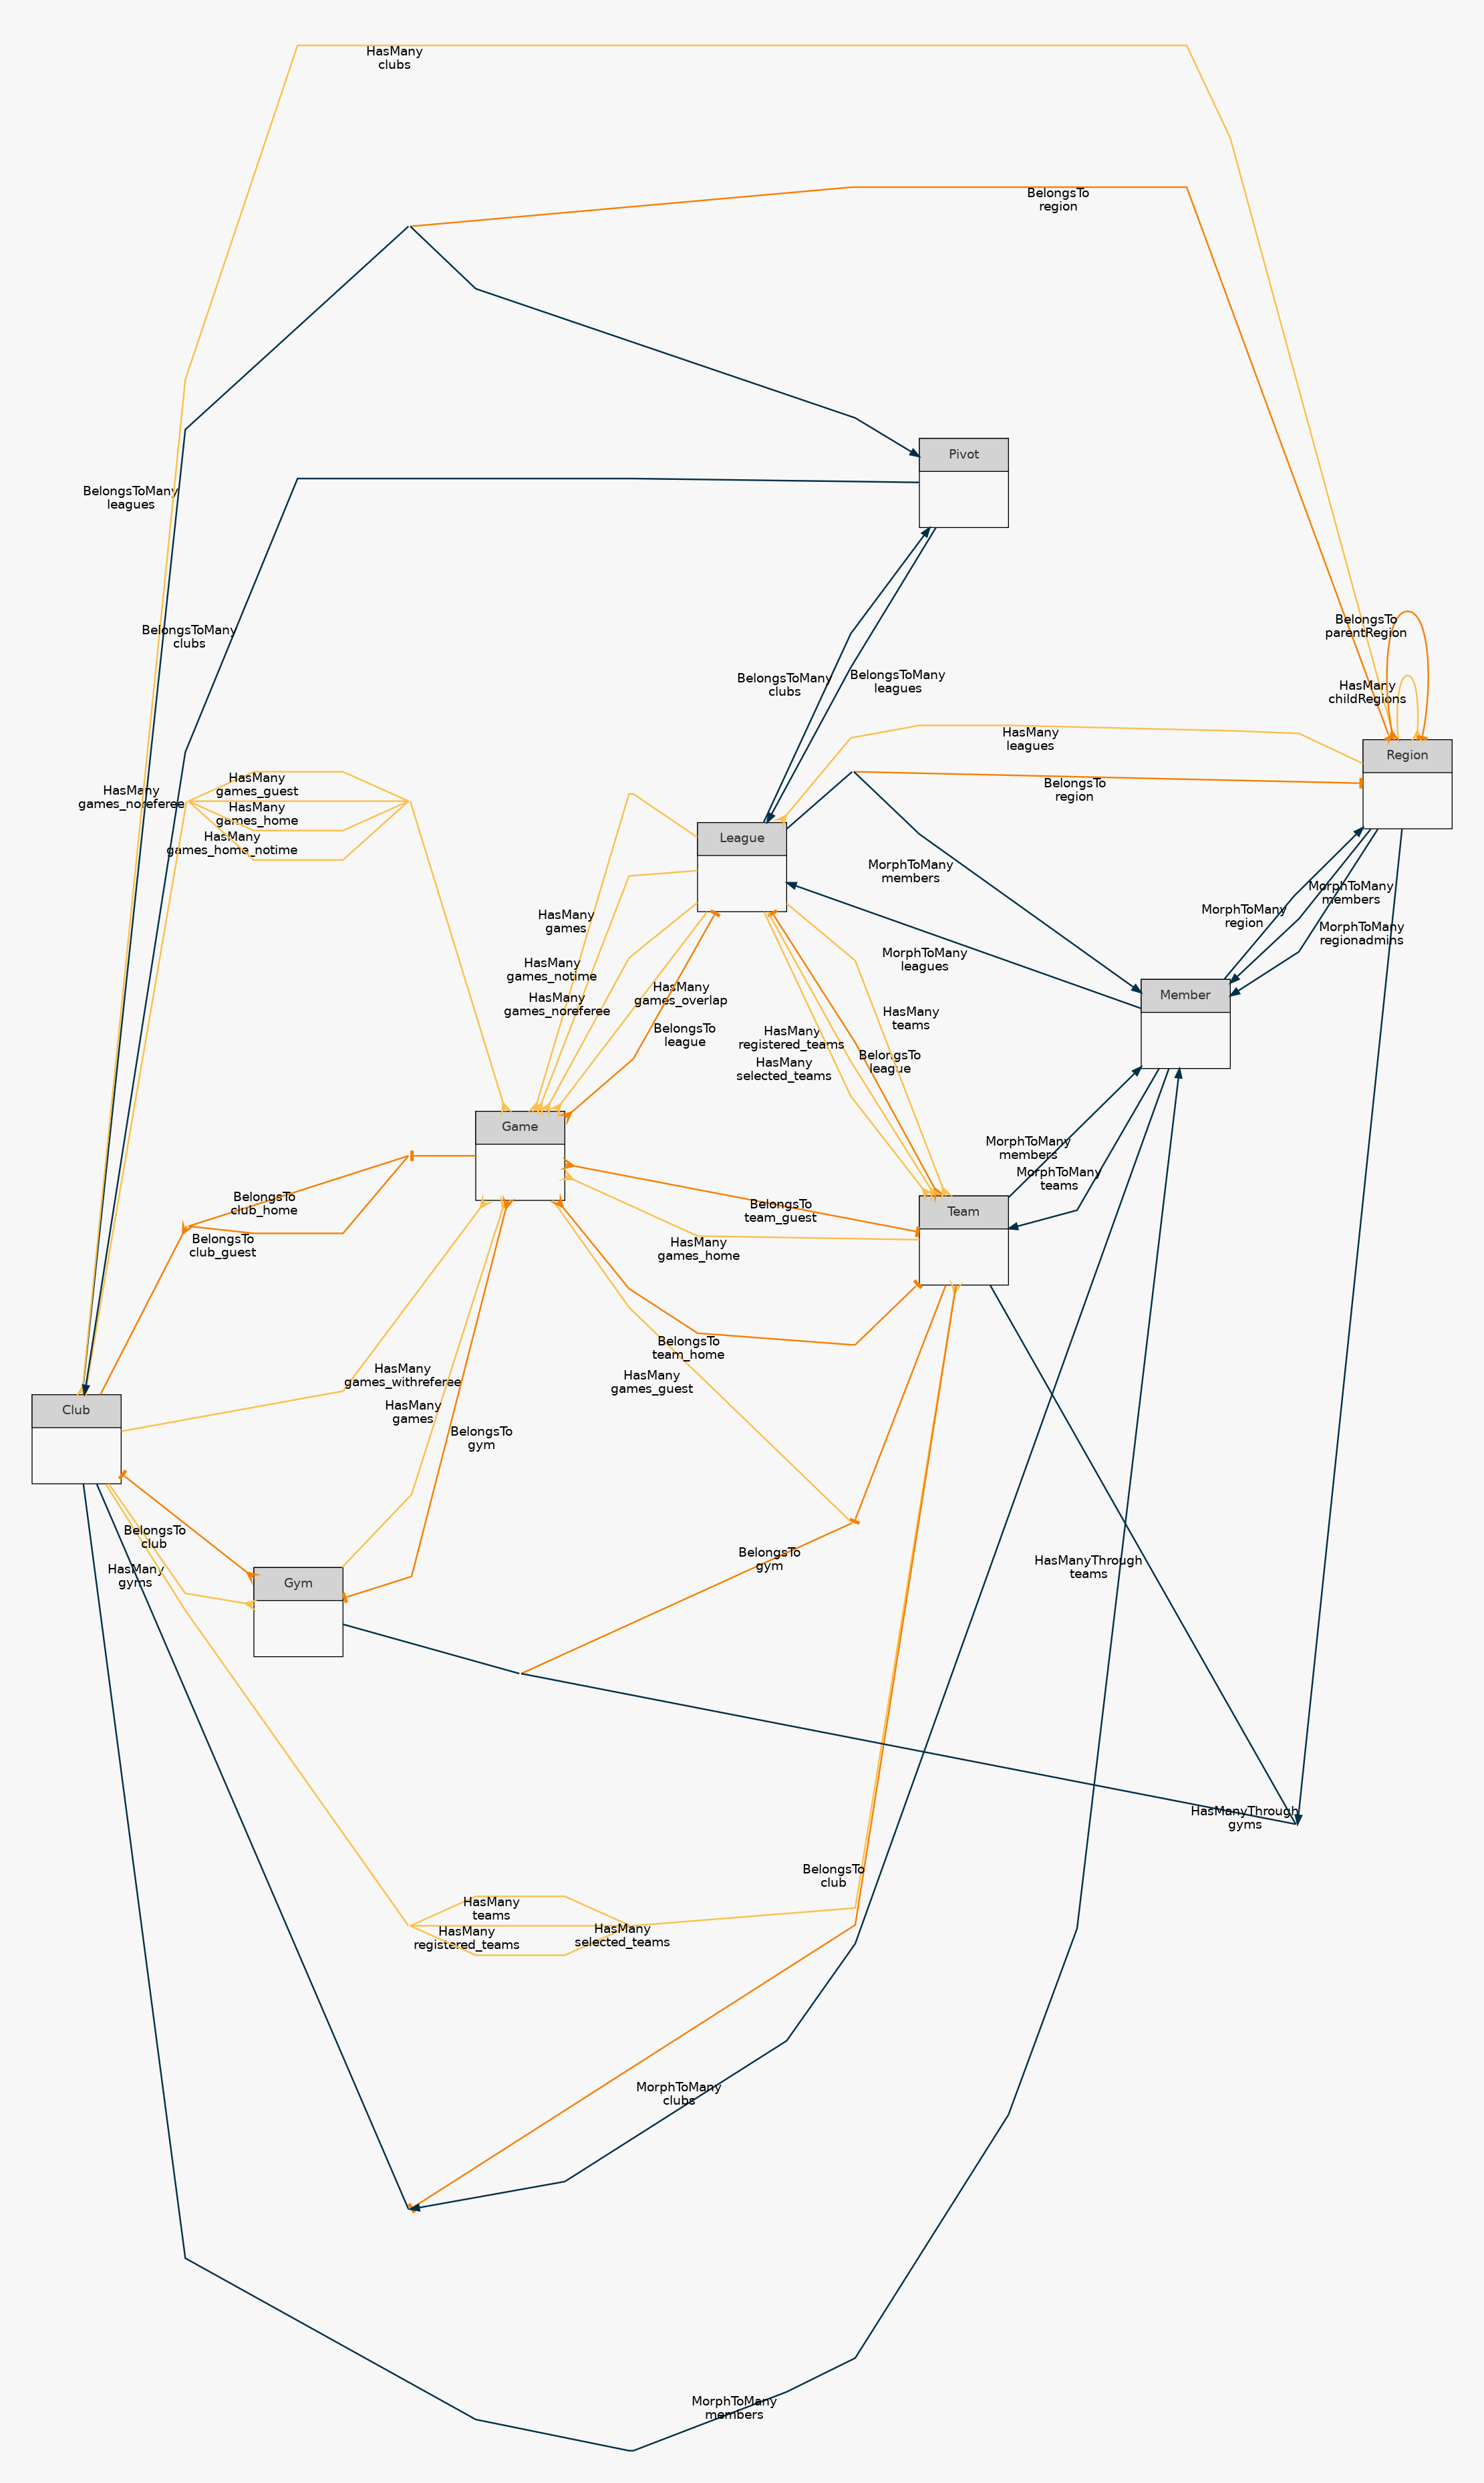 HasMany
clubs
BelongsTo
region
Pivot
BelongsToMany
leagues
BelongsToMany
clubs
BelongsTo
parentRegion
BelongsToMany
clubs
BelongsToMany
leagues
HasMany
childRegions
HasMany
leagues
Region
HasMany
games_noreferee
HasMany
games_guest
HasMany
games_home
HasMany
games_home_notime
BelongsTo
region
League
MorphToMany
members
MorphToMany
members
MorphToMany
region
MorphToMany
regionadmins
HasMany
games
HasMany
games_notime
HasMany
games_noreferee
HasMany
games_overlap
MorphToMany
leagues
Member
HasMany
teams
BelongsTo
league
HasMany
registered_teams
HasMany
selected_teams
BelongsTo
league
Game
MorphToMany
members
MorphToMany
teams
BelongsTo
club_home
BelongsTo
club_guest
BelongsTo
team_guest
Team
HasMany
games_home
BelongsTo
team_home
HasMany
games_withreferee
HasMany
games_guest
Club
HasMany
games
BelongsTo
gym
BelongsTo
club
HasMany
gyms
Gym
BelongsTo
gym
HasManyThrough
teams
HasManyThrough
gyms
BelongsTo
club
HasMany
teams
HasMany
registered_teams
HasMany
selected_teams
MorphToMany
clubs
MorphToMany
members